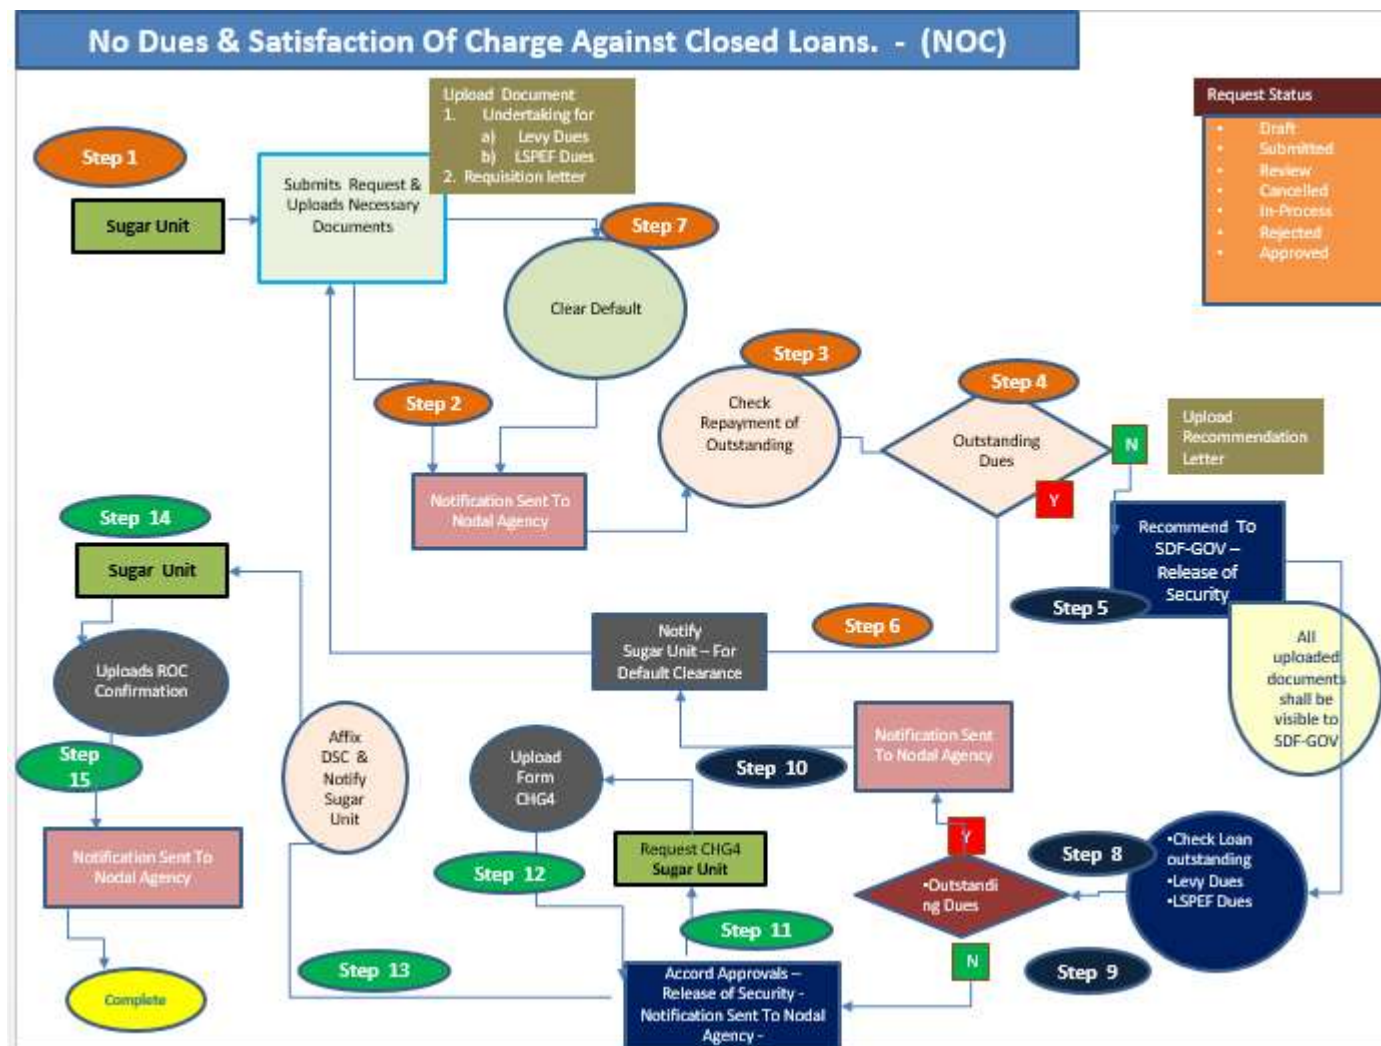 No Dues & Satisfaction Of Charge Against Closed Loans. - (NOC)
Upload Document
1. Undertaking for
a) Levy Dues
b) LSPEF Dues
2. Requisition letter
Request Status
• Draft
• Submitted
• Review
• Cancelled
• In-Process
• Rejected
• Approved
Step 1
Sugar Unit
Submits Request &
Uploads Necessary
Documents
Step 7
Clear Default
Step 2
Notification Sent To
Nodal Agency
Step 3
Check
Repayment of
Outstanding
Step 4
Outstanding
Dues
N
Y
Upload
Recommendation
Letter
Recommend To
SDF-GOV –
Release of
Security
Step 5
All
uploaded
documents
shall be
visible to
SDF-GOV
Step 6
Notify
Sugar Unit – For
Default Clearance
Step 14
Sugar Unit
Uploads ROC
Confirmation
Step
15
Notification Sent To
Nodal Agency
Complete
Affix
DSC &
Notify
Sugar
Unit
Step 13
Upload
Form
CHG4
Step 12
Request CHG4
Sugar Unit
Step 11
Notification Sent
To Nodal Agency
Step 10
Y
•Outstandi
ng Dues
N
Step 8
•Check Loan
outstanding
•Levy Dues
•LSPEF Dues
Step 9
Accord Approvals –
Release of Security -
Notification Sent To Nodal
Agency -